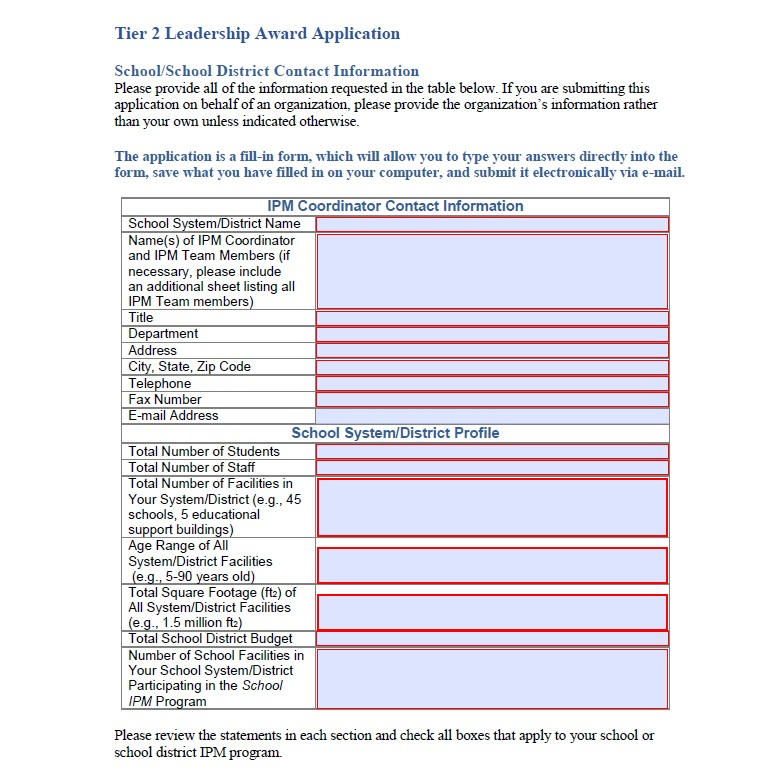 Tier 2 Leadership Award Application
School/School District Contact Information
Please provide all of the information requested in the table below. If you are submitting this
application on behalf of an organization, please provide the organization's information rather
than your own unless indicated otherwise.
The application is a fill-in form, which will allow you to type your answers directly into the
form, save what you have filled in on your computer, and submit it electronically via e-mail.
IPM Coordinator Contact Information
School System/District Name
Name(s) of IPM Coordinator
and IPM Team Members (if
necessary, please include
an additional sheet listing all
IPM Team members)
Title
Department
Address
City, State, Zip Code
Telephone
Fax Number
E-mail Address
School System/District Profile
Total Number of Students
Total Number of Staff
Total Number of Facilities in
Your System/District (e.g., 45
schools, 5 educational
support buildings)
Age Range of All
System/District Facilities
(e.g., 5-90 years old)
Total Square Footage (ft2) of
All System/District Facilities
(e.g., 1.5 million ft2)
Total School District Budget
Number of School Facilities in
Your School System/District
Participating in the School
IPM Program
Please review the statements in each section and check all boxes that apply to your school or
school district IPM program.